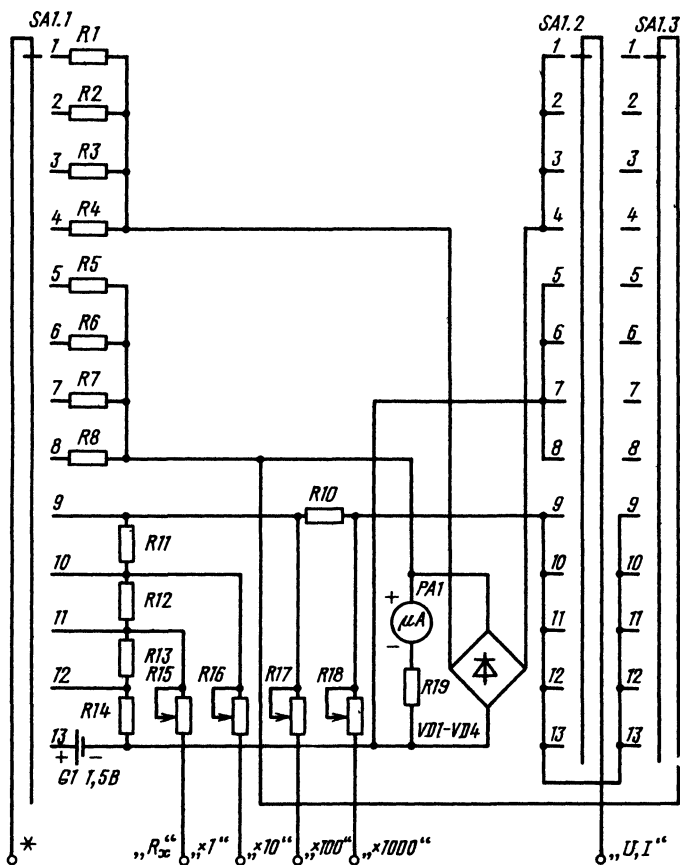 SA1.1
SA1.2
SA1.3
1 R1
1
1
2 R2
2
2
3 R3
3
3
4 R4
4
4
5 R5
5
5
6 R6
6
6
7 R7
7
7
8 R8
8
8
9
R10
9
9
R11
10
10
10
R12
PA1
11
+
μA
-
11
11
R13
12
R15
R16
R17
R18
R19
12
12
R14
VD1-VD4
13
13
13
+ -
G1 1,5В
*
„Rx“
„×1“
„×10“
„×100“
„×1000“
„U,I“